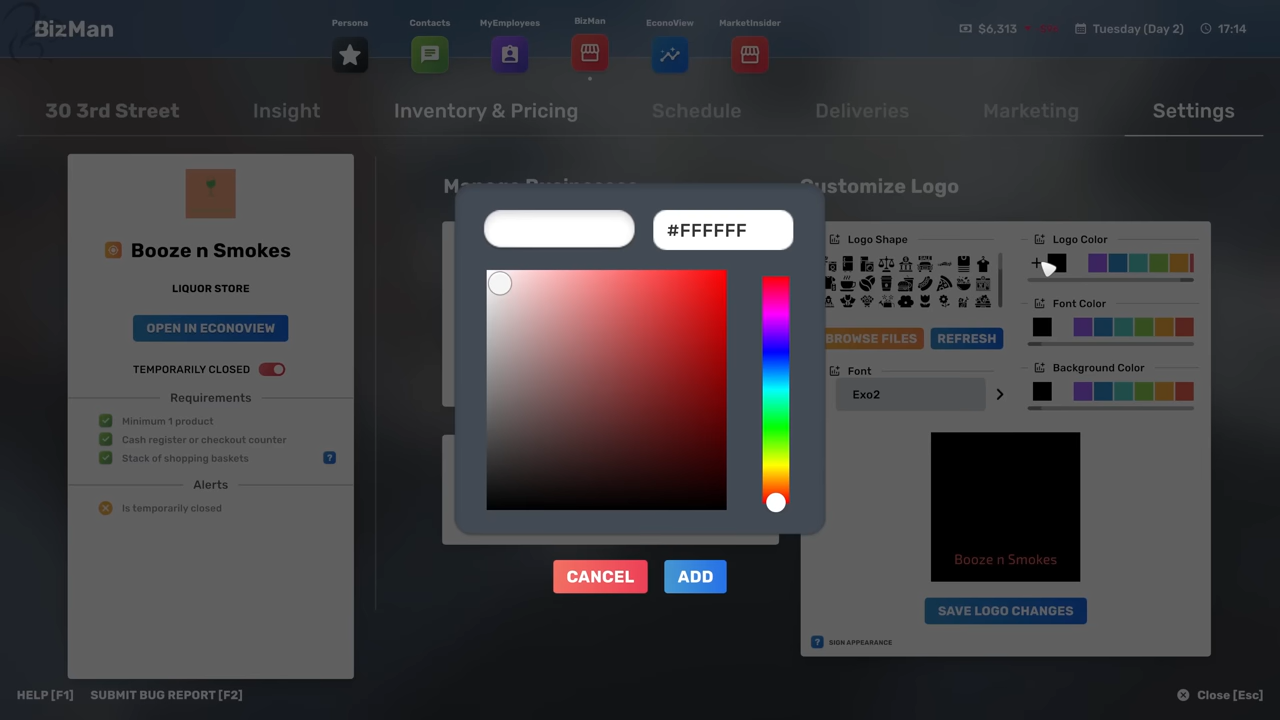 BizMan
Persona
Contacts
MyEmployees
BizMan
EconoView
MarketInsider
$6,313
Tuesday (Day 2)
17:14
30 3rd Street
Insight
Inventory & Pricing
Schedule
Deliveries
Marketing
Settings
Booze n Smokes
LIQUOR STORE
OPEN IN ECONOVIEW
TEMPORARILY CLOSED
Requirements
Minimum 1 product
Cash register or checkout counter
Stack of shopping baskets
?
Alerts
Is temporarily closed
Customize Logo
#FFFFFF
CANCEL
ADD
Logo Shape
BROWSE FILES
REFRESH
Font
Exo2
Logo Color
Font Color
Background Color
Booze n Smokes
SAVE LOGO CHANGES
? SIGN APPEARANCE
HELP [F1]
SUBMIT BUG REPORT [F2]
Close [Esc]